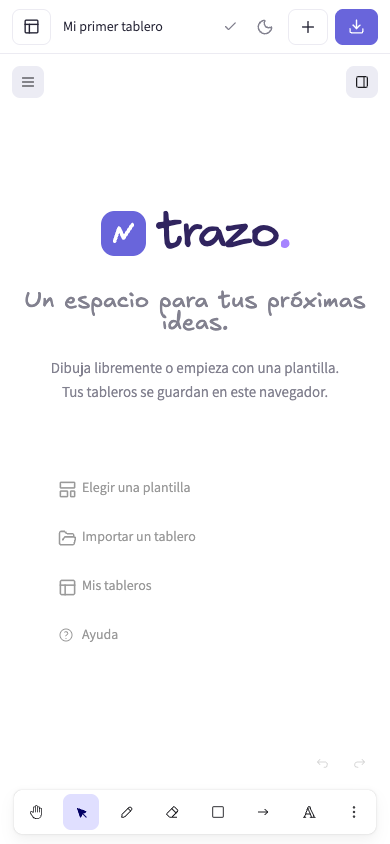 Mi primer tablero
trazo.
Un espacio para tus próximas
ideas.
Dibuja libremente o empieza con una plantilla.
Tus tableros se guardan en este navegador.
Elegir una plantilla
Importar un tablero
Mis tableros
Ayuda
A